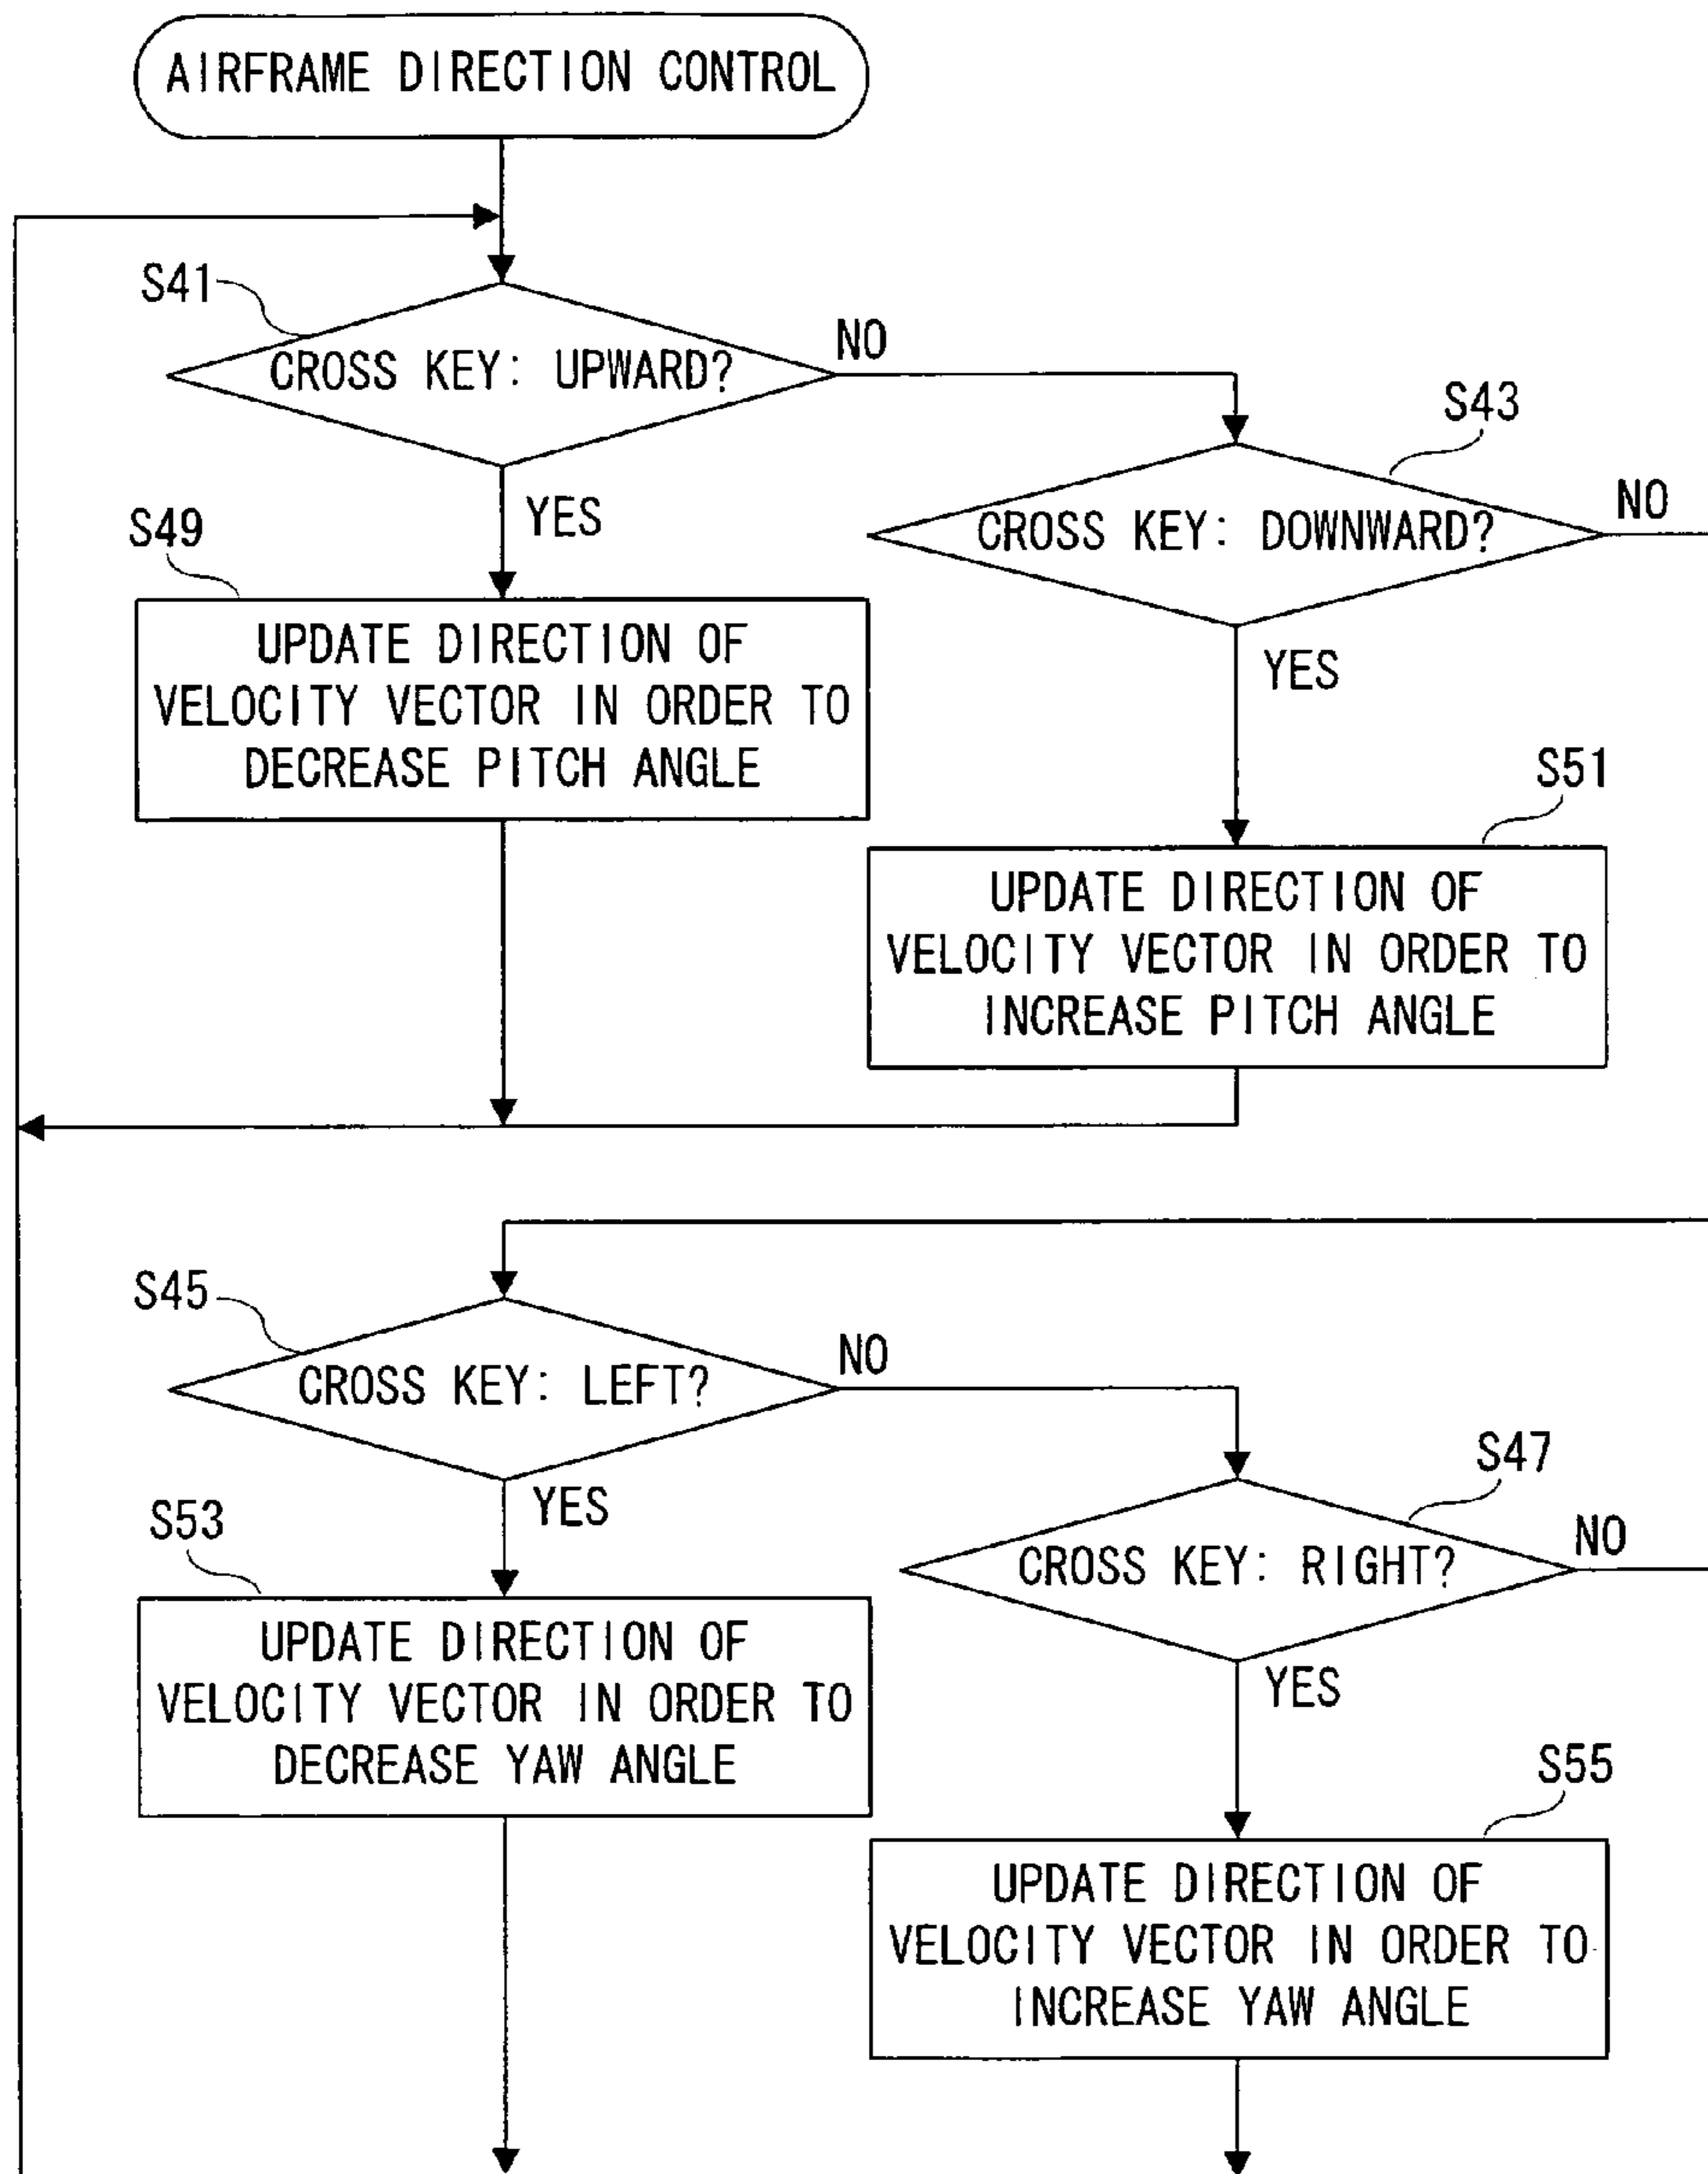 AIRFRAME DIRECTION CONTROL
S41
CROSS KEY: UPWARD?
NO
S43
CROSS KEY: DOWNWARD?
NO
YES
S49
UPDATE DIRECTION OF
VELOCITY VECTOR IN ORDER TO
DECREASE PITCH ANGLE
YES
S51
UPDATE DIRECTION OF
VELOCITY VECTOR IN ORDER TO
INCREASE PITCH ANGLE
S45
CROSS KEY: LEFT?
NO
S47
CROSS KEY: RIGHT?
NO
YES
S53
UPDATE DIRECTION OF
VELOCITY VECTOR IN ORDER TO
DECREASE YAW ANGLE
YES
S55
UPDATE DIRECTION OF
VELOCITY VECTOR IN ORDER TO
INCREASE YAW ANGLE